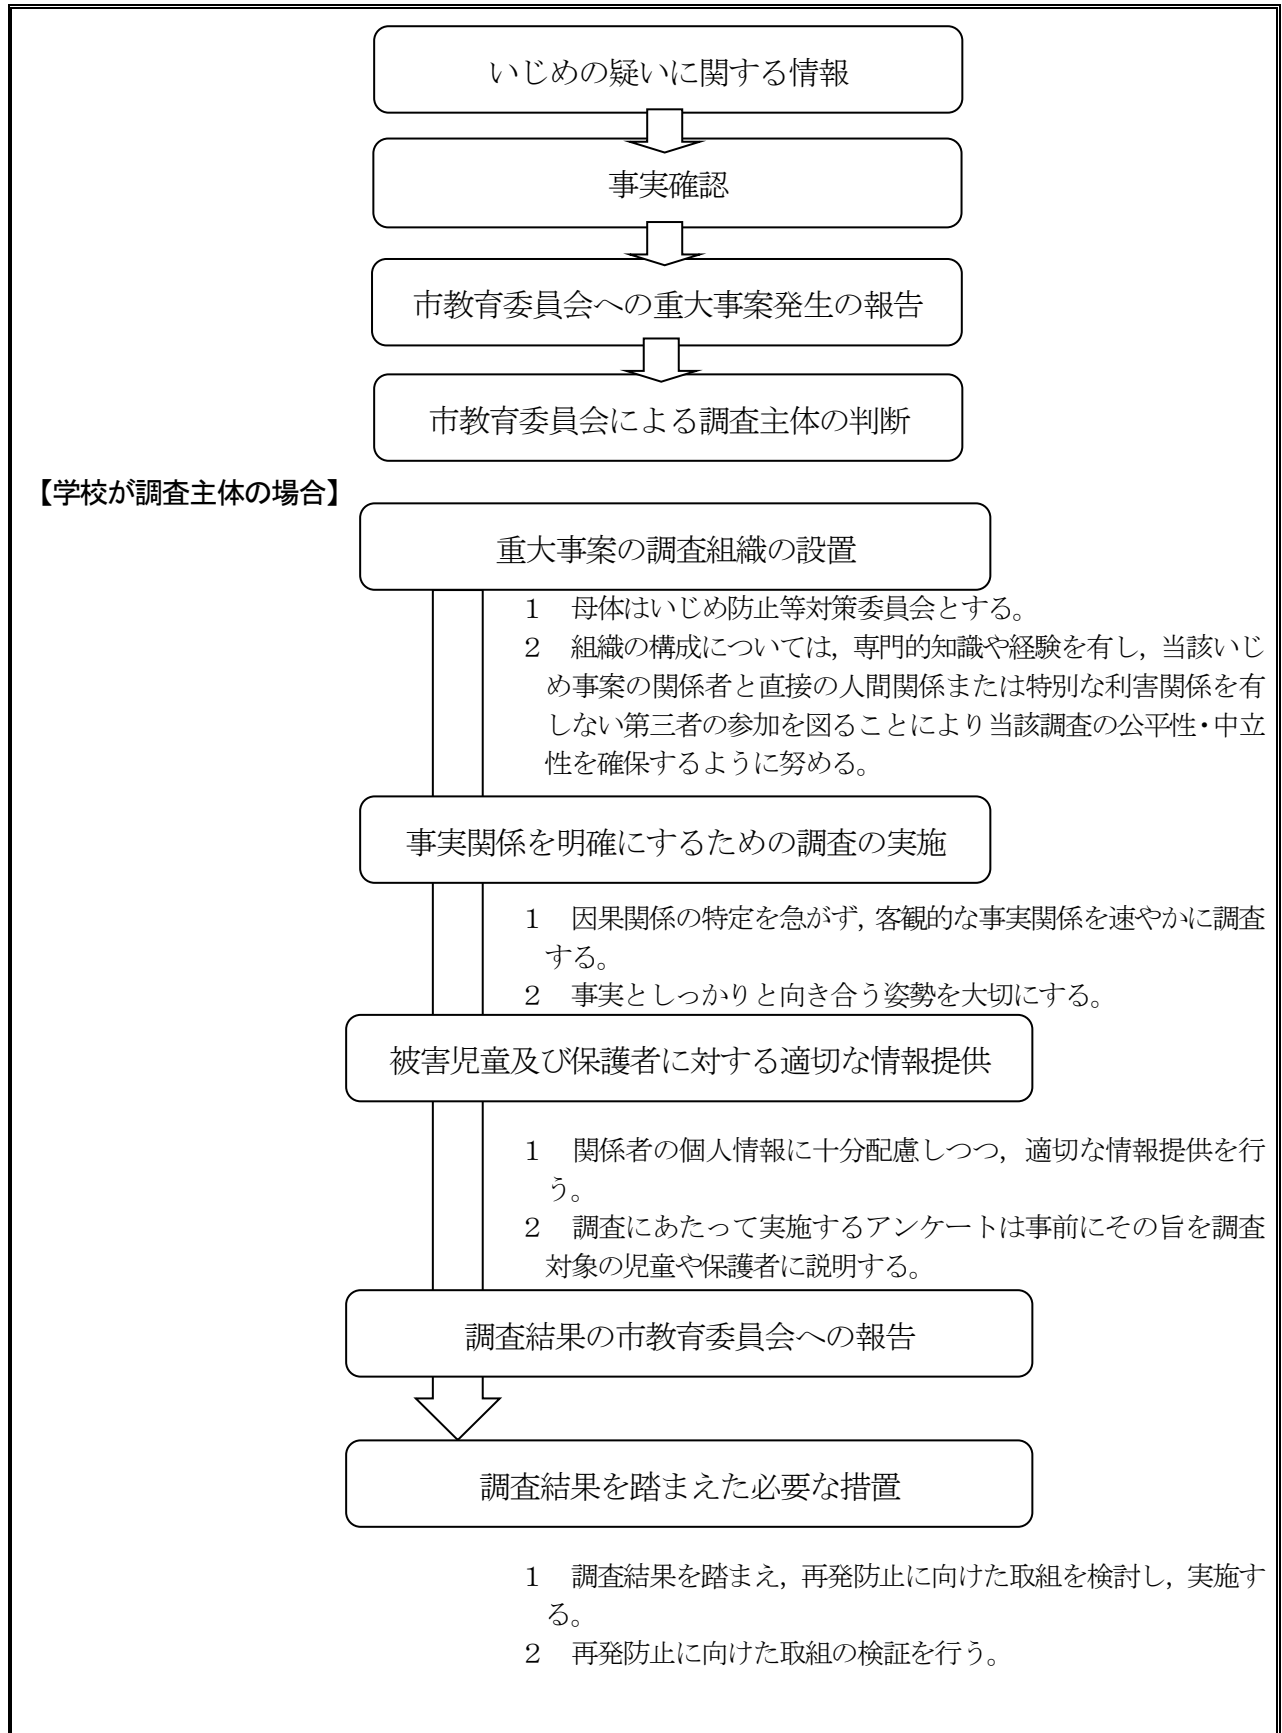 いじめの疑いに関する情報
事実確認
市教育委員会への重大事案発生の報告
市教育委員会による調査主体の判断
【学校が調査主体の場合】
重大事案の調査組織の設置
１　母体はいじめ防止等対策委員会とする。
２　組織の構成については，専門的知識や経験を有し，当該いじ
め事案の関係者と直接の人間関係または特別な利害関係を有
しない第三者の参加を図ることにより当該調査の公平性・中立
性を確保するように努める。
事実関係を明確にするための調査の実施
１　因果関係の特定を急がず，客観的な事実関係を速やかに調査
する。
２　事実としっかりと向き合う姿勢を大切にする。
被害児童及び保護者に対する適切な情報提供
１　関係者の個人情報に十分配慮しつつ，適切な情報提供を行
う。
２　調査にあたって実施するアンケートは事前にその旨を調査
対象の児童や保護者に説明する。
調査結果の市教育委員会への報告
調査結果を踏まえた必要な措置
１　調査結果を踏まえ，再発防止に向けた取組を検討し，実施す
る。
２　再発防止に向けた取組の検証を行う。